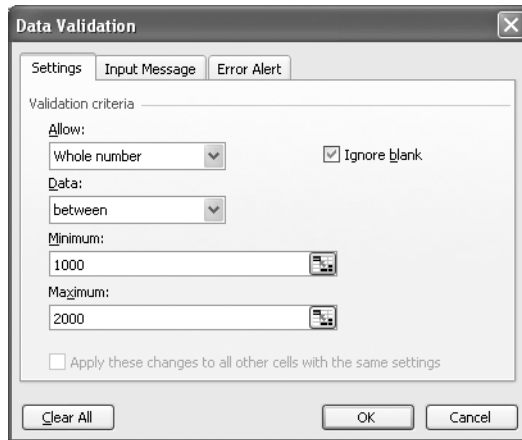 Data Validation
Settings Input Message Error Alert
Validation criteria
Allow:
Whole number Ignore blank
Data:
between
Minimum:
1000
Maximum:
2000
Apply these changes to all other cells with the same settings
Clear All OK Cancel